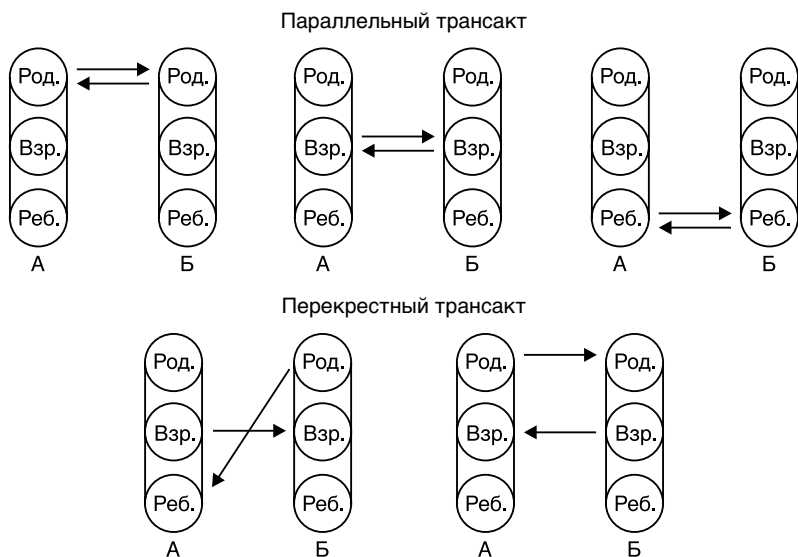 Параллельный трансакт
Род. Род. Род. Род. Род. Род.
Взр. Взр. Взр. Взр. Взр. Взр.
Реб. Реб. Реб. Реб. Реб. Реб.
А Б А Б А Б
Перекрестный трансакт
Род. Род. Род. Род.
Взр. Взр. Взр. Взр.
Реб. Реб. Реб. Реб.
А Б А Б